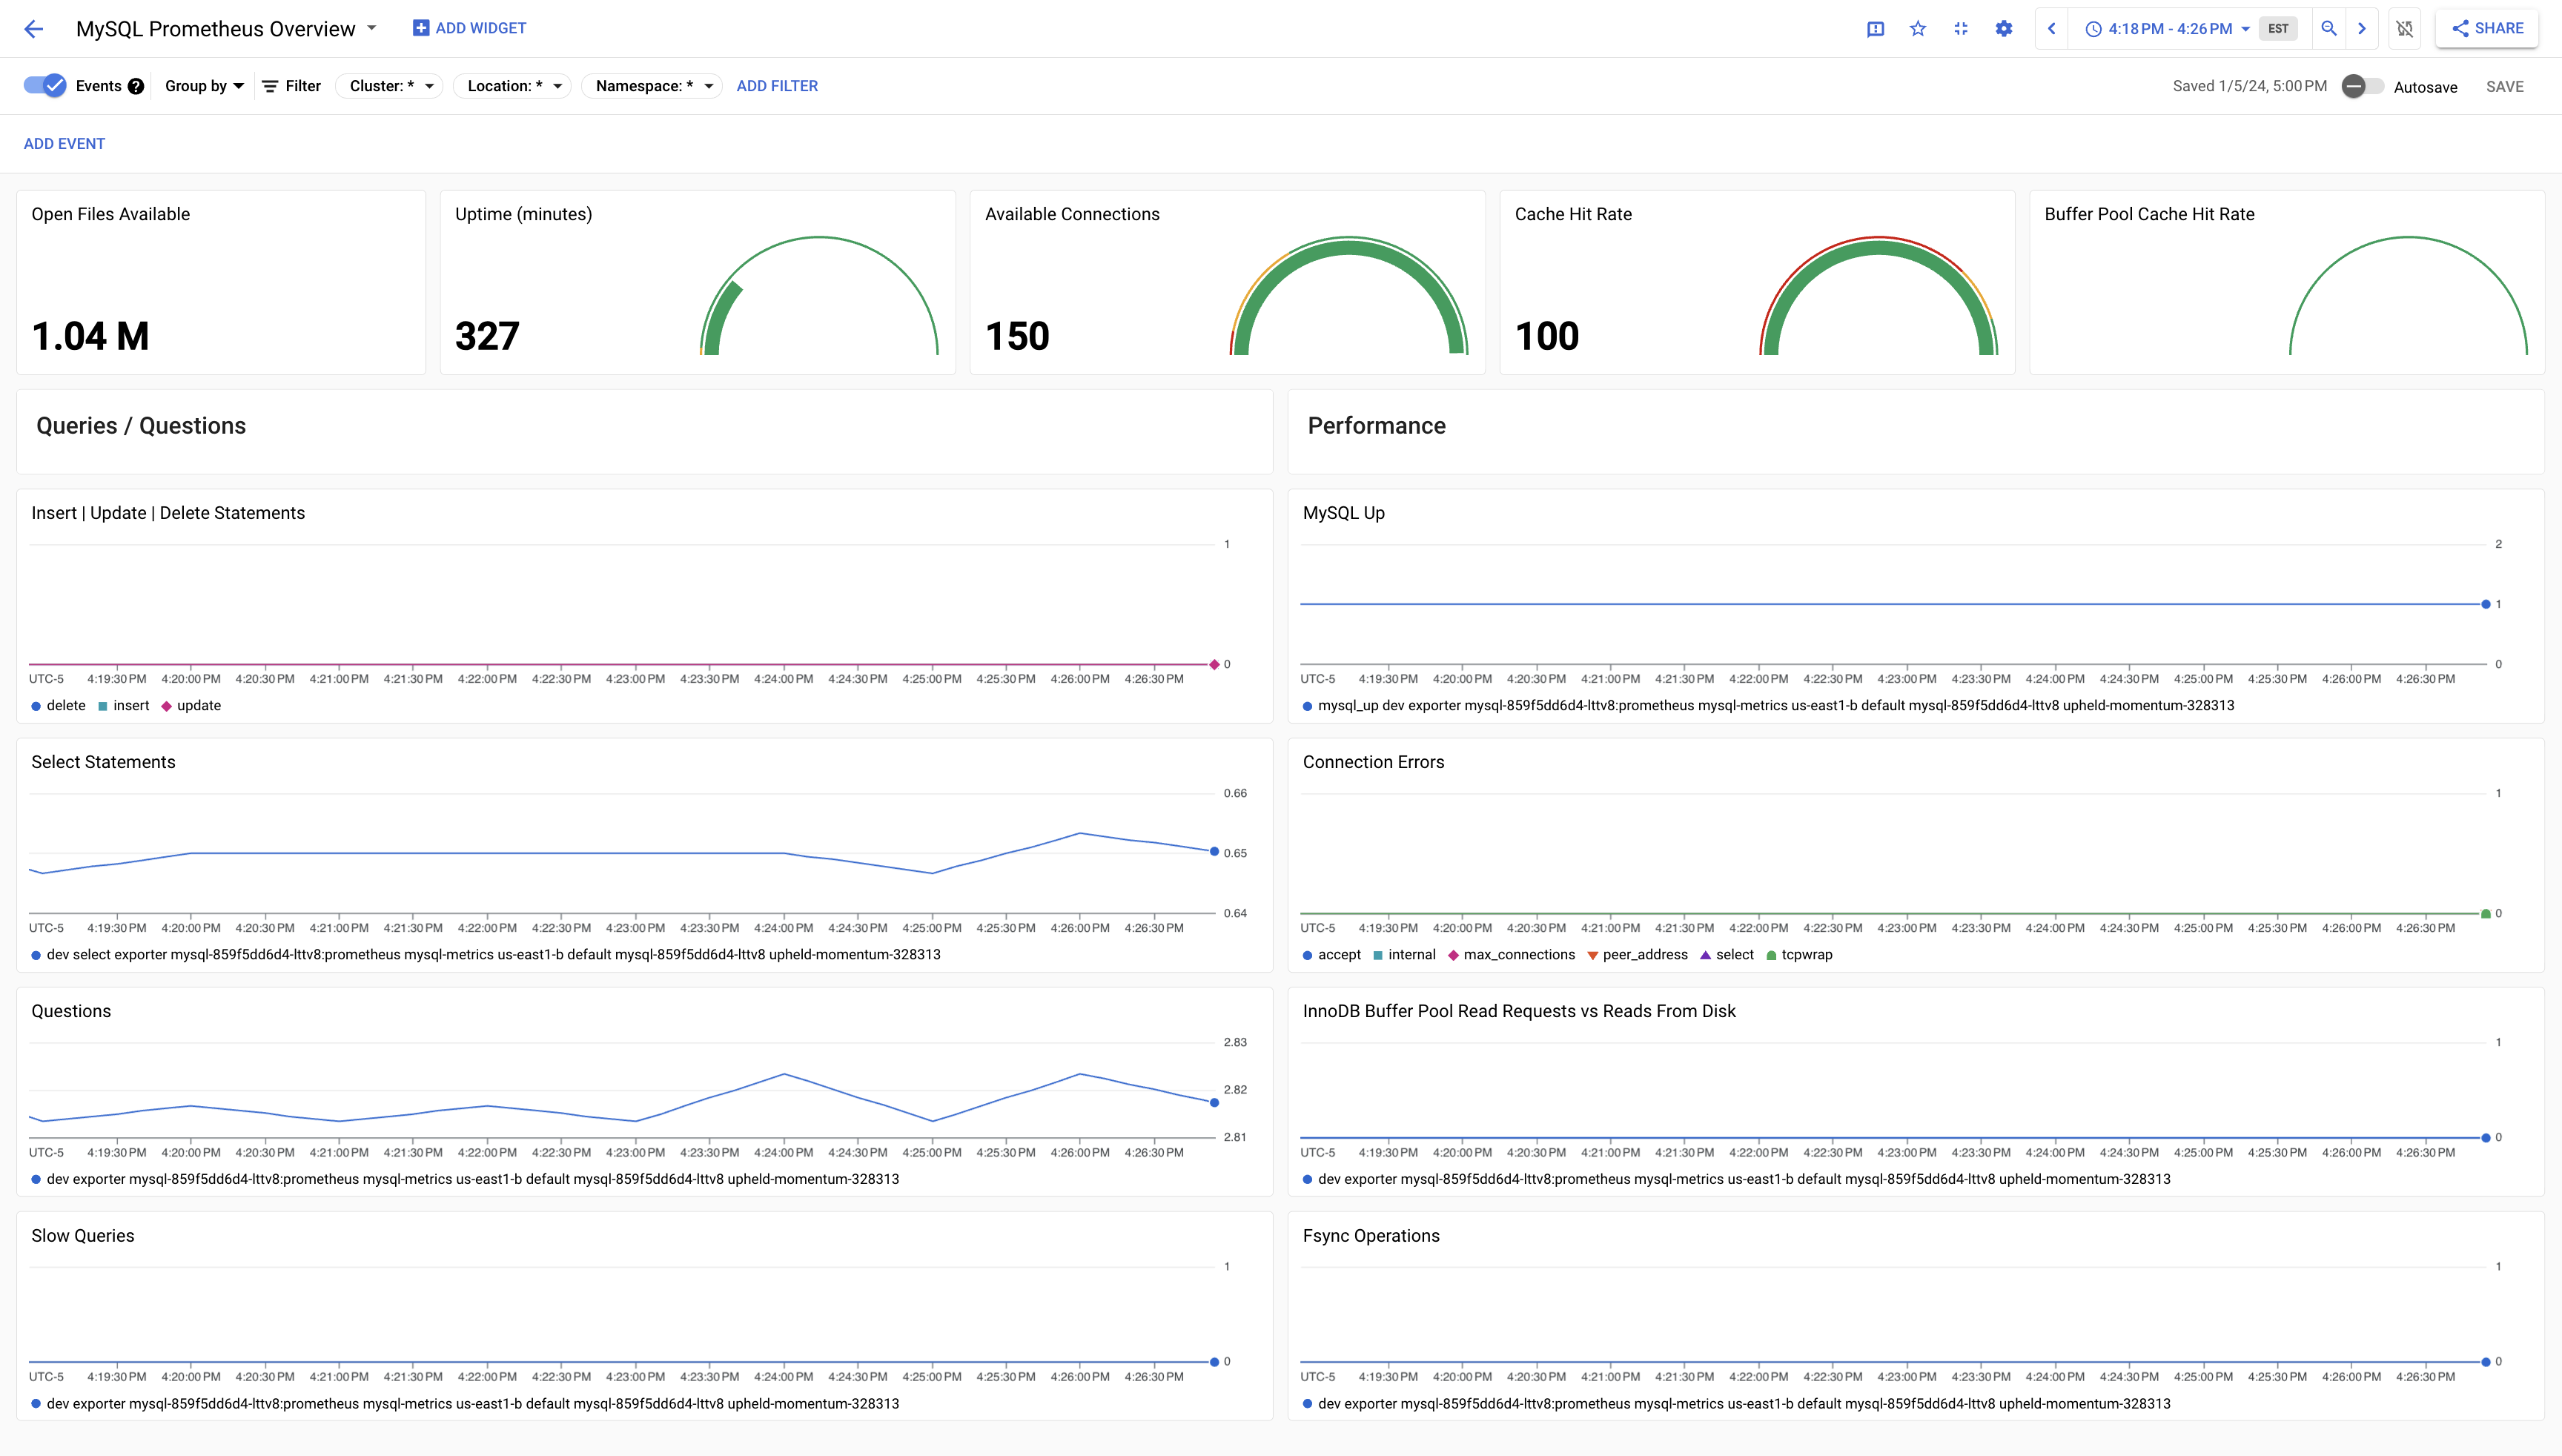 MySQL Prometheus Overview
ADD WIDGET
4:18 PM - 4:26 PM
EST
SHARE
Events
Group by
Filter
Cluster: *
Location: *
Namespace: *
ADD FILTER
Saved 1/5/24, 5:00 PM
Autosave
SAVE
ADD EVENT
Open Files Available
1.04 M
Uptime (minutes)
327
Available Connections
150
Cache Hit Rate
100
Buffer Pool Cache Hit Rate
Queries / Questions
Performance
Insert | Update | Delete Statements
1
0
UTC-5 4:19:30 PM 4:20:00 PM 4:20:30 PM 4:21:00 PM 4:21:30 PM 4:22:00 PM 4:22:30 PM 4:23:00 PM 4:23:30 PM 4:24:00 PM 4:24:30 PM 4:25:00 PM 4:25:30 PM 4:26:00 PM 4:26:30 PM
delete insert update
MySQL Up
2
1
0
UTC-5 4:19:30 PM 4:20:00 PM 4:20:30 PM 4:21:00 PM 4:21:30 PM 4:22:00 PM 4:22:30 PM 4:23:00 PM 4:23:30 PM 4:24:00 PM 4:24:30 PM 4:25:00 PM 4:25:30 PM 4:26:00 PM 4:26:30 PM
mysql_up dev exporter mysql-859f5dd6d4-lttv8:prometheus mysql-metrics us-east1-b default mysql-859f5dd6d4-lttv8 upheld-momentum-328313
Select Statements
0.66
0.65
0.64
UTC-5 4:19:30 PM 4:20:00 PM 4:20:30 PM 4:21:00 PM 4:21:30 PM 4:22:00 PM 4:22:30 PM 4:23:00 PM 4:23:30 PM 4:24:00 PM 4:24:30 PM 4:25:00 PM 4:25:30 PM 4:26:00 PM 4:26:30 PM
dev select exporter mysql-859f5dd6d4-lttv8:prometheus mysql-metrics us-east1-b default mysql-859f5dd6d4-lttv8 upheld-momentum-328313
Connection Errors
1
0
UTC-5 4:19:30 PM 4:20:00 PM 4:20:30 PM 4:21:00 PM 4:21:30 PM 4:22:00 PM 4:22:30 PM 4:23:00 PM 4:23:30 PM 4:24:00 PM 4:24:30 PM 4:25:00 PM 4:25:30 PM 4:26:00 PM 4:26:30 PM
accept internal max_connections peer_address select tcpwrap
Questions
2.83
2.82
2.81
UTC-5 4:19:30 PM 4:20:00 PM 4:20:30 PM 4:21:00 PM 4:21:30 PM 4:22:00 PM 4:22:30 PM 4:23:00 PM 4:23:30 PM 4:24:00 PM 4:24:30 PM 4:25:00 PM 4:25:30 PM 4:26:00 PM 4:26:30 PM
dev exporter mysql-859f5dd6d4-lttv8:prometheus mysql-metrics us-east1-b default mysql-859f5dd6d4-lttv8 upheld-momentum-328313
InnoDB Buffer Pool Read Requests vs Reads From Disk
1
0
UTC-5 4:19:30 PM 4:20:00 PM 4:20:30 PM 4:21:00 PM 4:21:30 PM 4:22:00 PM 4:22:30 PM 4:23:00 PM 4:23:30 PM 4:24:00 PM 4:24:30 PM 4:25:00 PM 4:25:30 PM 4:26:00 PM 4:26:30 PM
dev exporter mysql-859f5dd6d4-lttv8:prometheus mysql-metrics us-east1-b default mysql-859f5dd6d4-lttv8 upheld-momentum-328313
Slow Queries
1
0
UTC-5 4:19:30 PM 4:20:00 PM 4:20:30 PM 4:21:00 PM 4:21:30 PM 4:22:00 PM 4:22:30 PM 4:23:00 PM 4:23:30 PM 4:24:00 PM 4:24:30 PM 4:25:00 PM 4:25:30 PM 4:26:00 PM 4:26:30 PM
dev exporter mysql-859f5dd6d4-lttv8:prometheus mysql-metrics us-east1-b default mysql-859f5dd6d4-lttv8 upheld-momentum-328313
Fsync Operations
1
0
UTC-5 4:19:30 PM 4:20:00 PM 4:20:30 PM 4:21:00 PM 4:21:30 PM 4:22:00 PM 4:22:30 PM 4:23:00 PM 4:23:30 PM 4:24:00 PM 4:24:30 PM 4:25:00 PM 4:25:30 PM 4:26:00 PM 4:26:30 PM
dev exporter mysql-859f5dd6d4-lttv8:prometheus mysql-metrics us-east1-b default mysql-859f5dd6d4-lttv8 upheld-momentum-328313